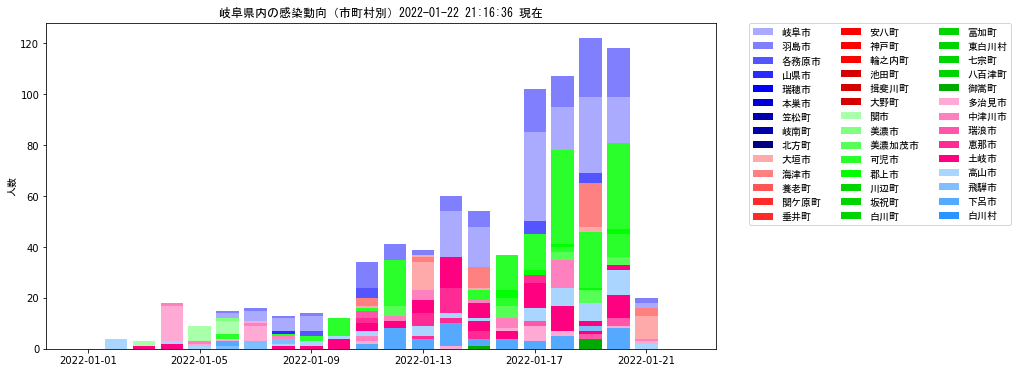 岐阜県内の感染動向（市町村別）2022-01-22 21:16:36 現在
人数
120
100
80
60
40
20
0
2022-01-01
2022-01-05
2022-01-09
2022-01-13
2022-01-17
2022-01-21
岐阜市
羽島市
各務原市
山県市
瑞穂市
本巣市
笠松町
岐南町
北方町
大垣市
海津市
養老町
関ケ原町
垂井町
安八町
神戸町
輪之内町
池田町
揖斐川町
大野町
関市
美濃市
美濃加茂市
可児市
郡上市
川辺町
坂祝町
白川町
富加町
東白川村
七宗町
八百津町
御嵩町
多治見市
中津川市
瑞浪市
恵那市
土岐市
高山市
飛騨市
下呂市
白川村